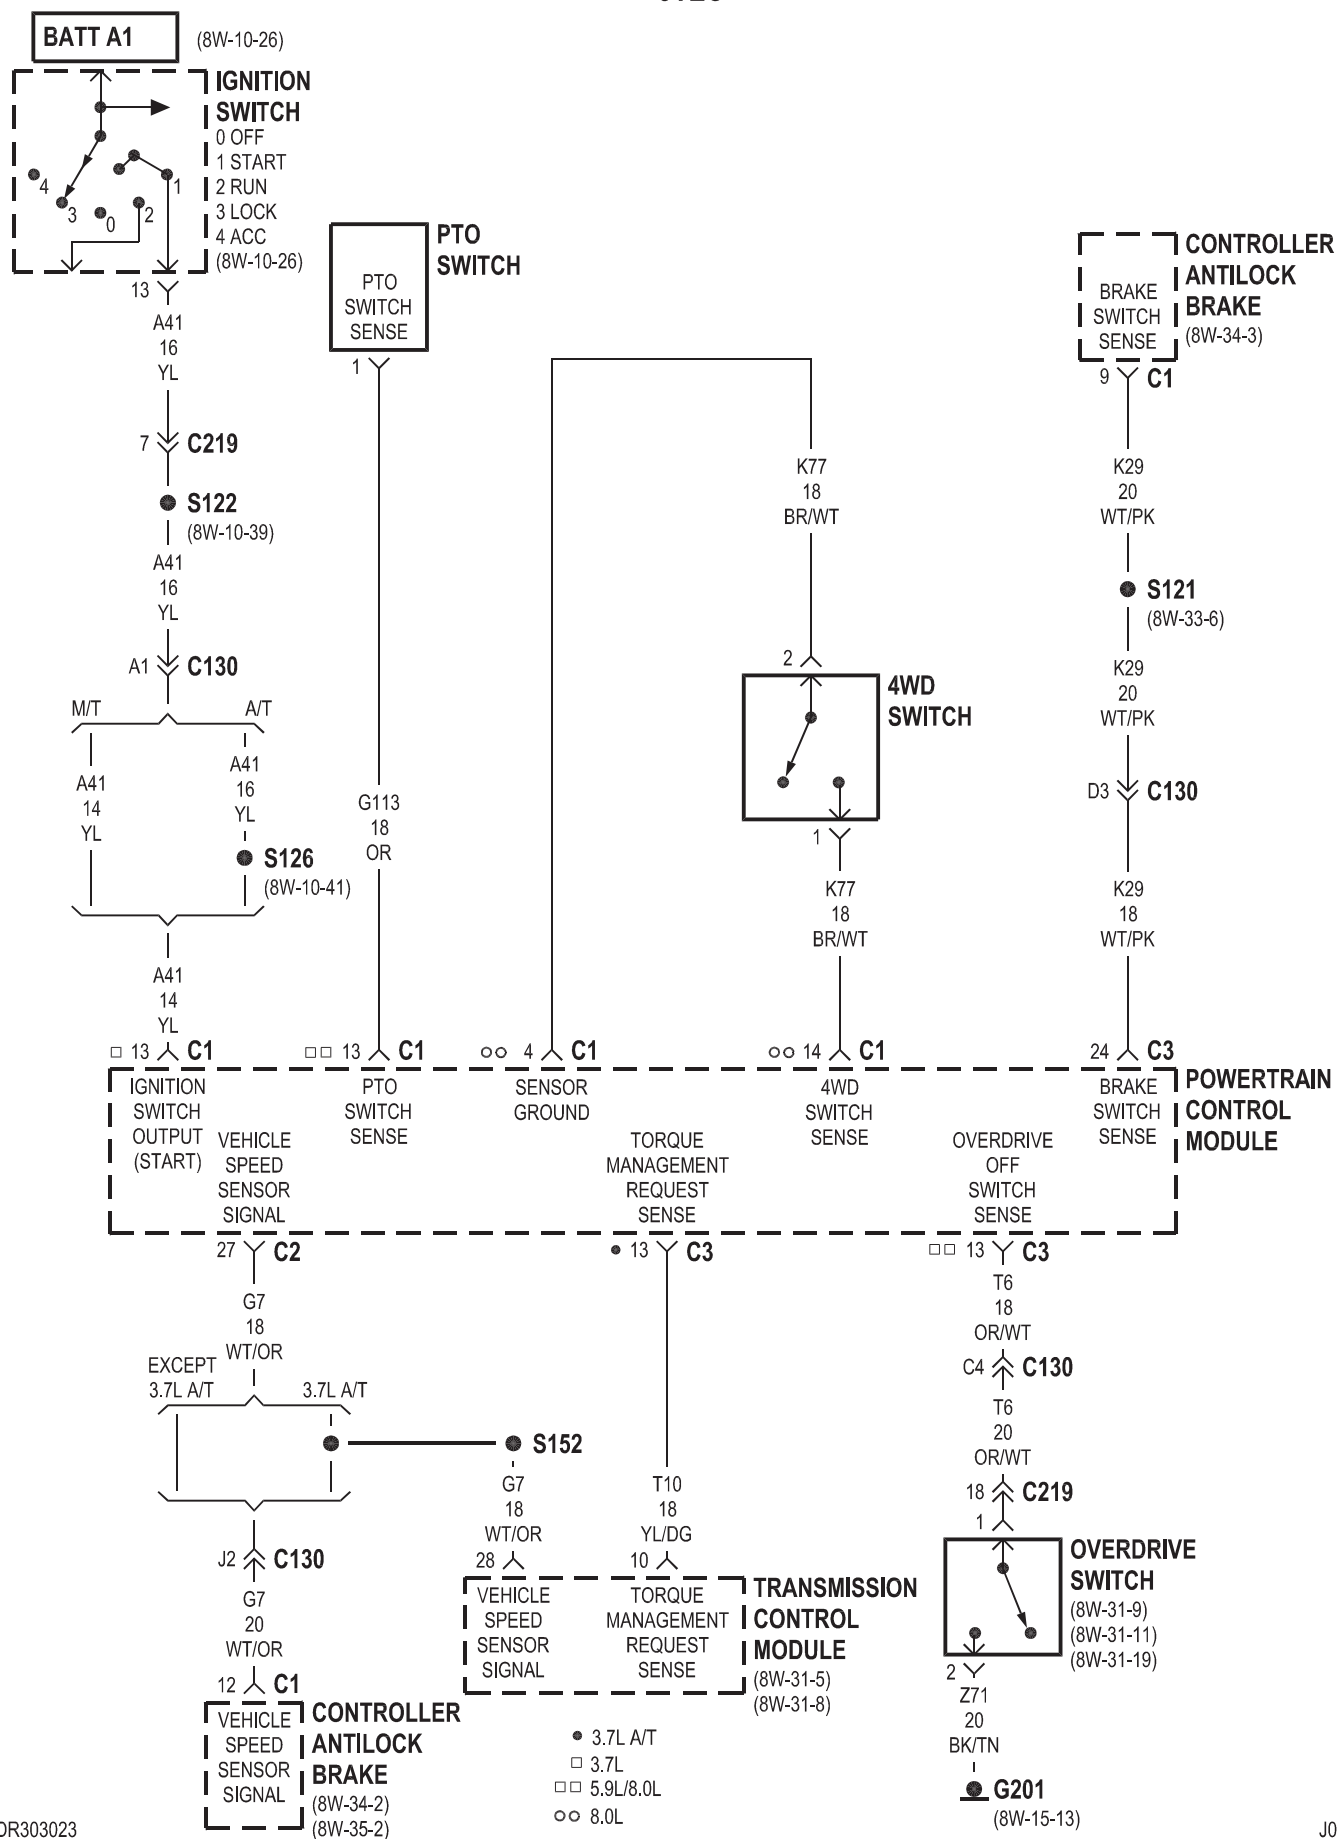 BATT A1
(8W-10-26)
IGNITION
SWITCH
0 OFF
1 START
2 RUN
3 LOCK
4 ACC
(8W-10-26)
4
3
0
2
1
13
A41
16
YL
7
C219
S122
(8W-10-39)
A41
16
YL
A1
C130
M/T
A/T
A41
14
YL
A41
16
YL
S126
(8W-10-41)
A41
14
YL
13 C1
PTO
SWITCH
PTO
SWITCH
SENSE
1
G113
18
OR
13 C1
4 C1
K77
18
BR/WT
2
4WD
SWITCH
1
K77
18
BR/WT
14 C1
CONTROLLER
ANTILOCK
BRAKE
(8W-34-3)
BRAKE
SWITCH
SENSE
9 C1
K29
20
WT/PK
S121
(8W-33-6)
K29
20
WT/PK
D3 C130
K29
18
WT/PK
24 C3
POWERTRAIN
CONTROL
MODULE
IGNITION
SWITCH
OUTPUT
(START)
VEHICLE
SPEED
SENSOR
SIGNAL
PTO
SWITCH
SENSE
SENSOR
GROUND
TORQUE
MANAGEMENT
REQUEST
SENSE
4WD
SWITCH
SENSE
OVERDRIVE
OFF
SWITCH
SENSE
BRAKE
SWITCH
SENSE
27 C2
G7
18
WT/OR
EXCEPT
3.7L A/T
3.7L A/T
S152
G7
18
WT/OR
28
J2 C130
G7
20
WT/OR
12 C1
VEHICLE
SPEED
SENSOR
SIGNAL
CONTROLLER
ANTILOCK
BRAKE
(8W-34-2)
(8W-35-2)
13 C3
T10
18
YL/DG
10
VEHICLE
SPEED
SENSOR
SIGNAL
TORQUE
MANAGEMENT
REQUEST
SENSE
TRANSMISSION
CONTROL
MODULE
(8W-31-5)
(8W-31-8)
13 C3
T6
18
OR/WT
C4 C130
T6
20
OR/WT
18 C219
1
OVERDRIVE
SWITCH
(8W-31-9)
(8W-31-11)
(8W-31-19)
2
Z71
20
BK/TN
G201
(8W-15-13)
● 3.7L A/T
□ 3.7L
□□ 5.9L/8.0L
○○ 8.0L
OR303023
J0